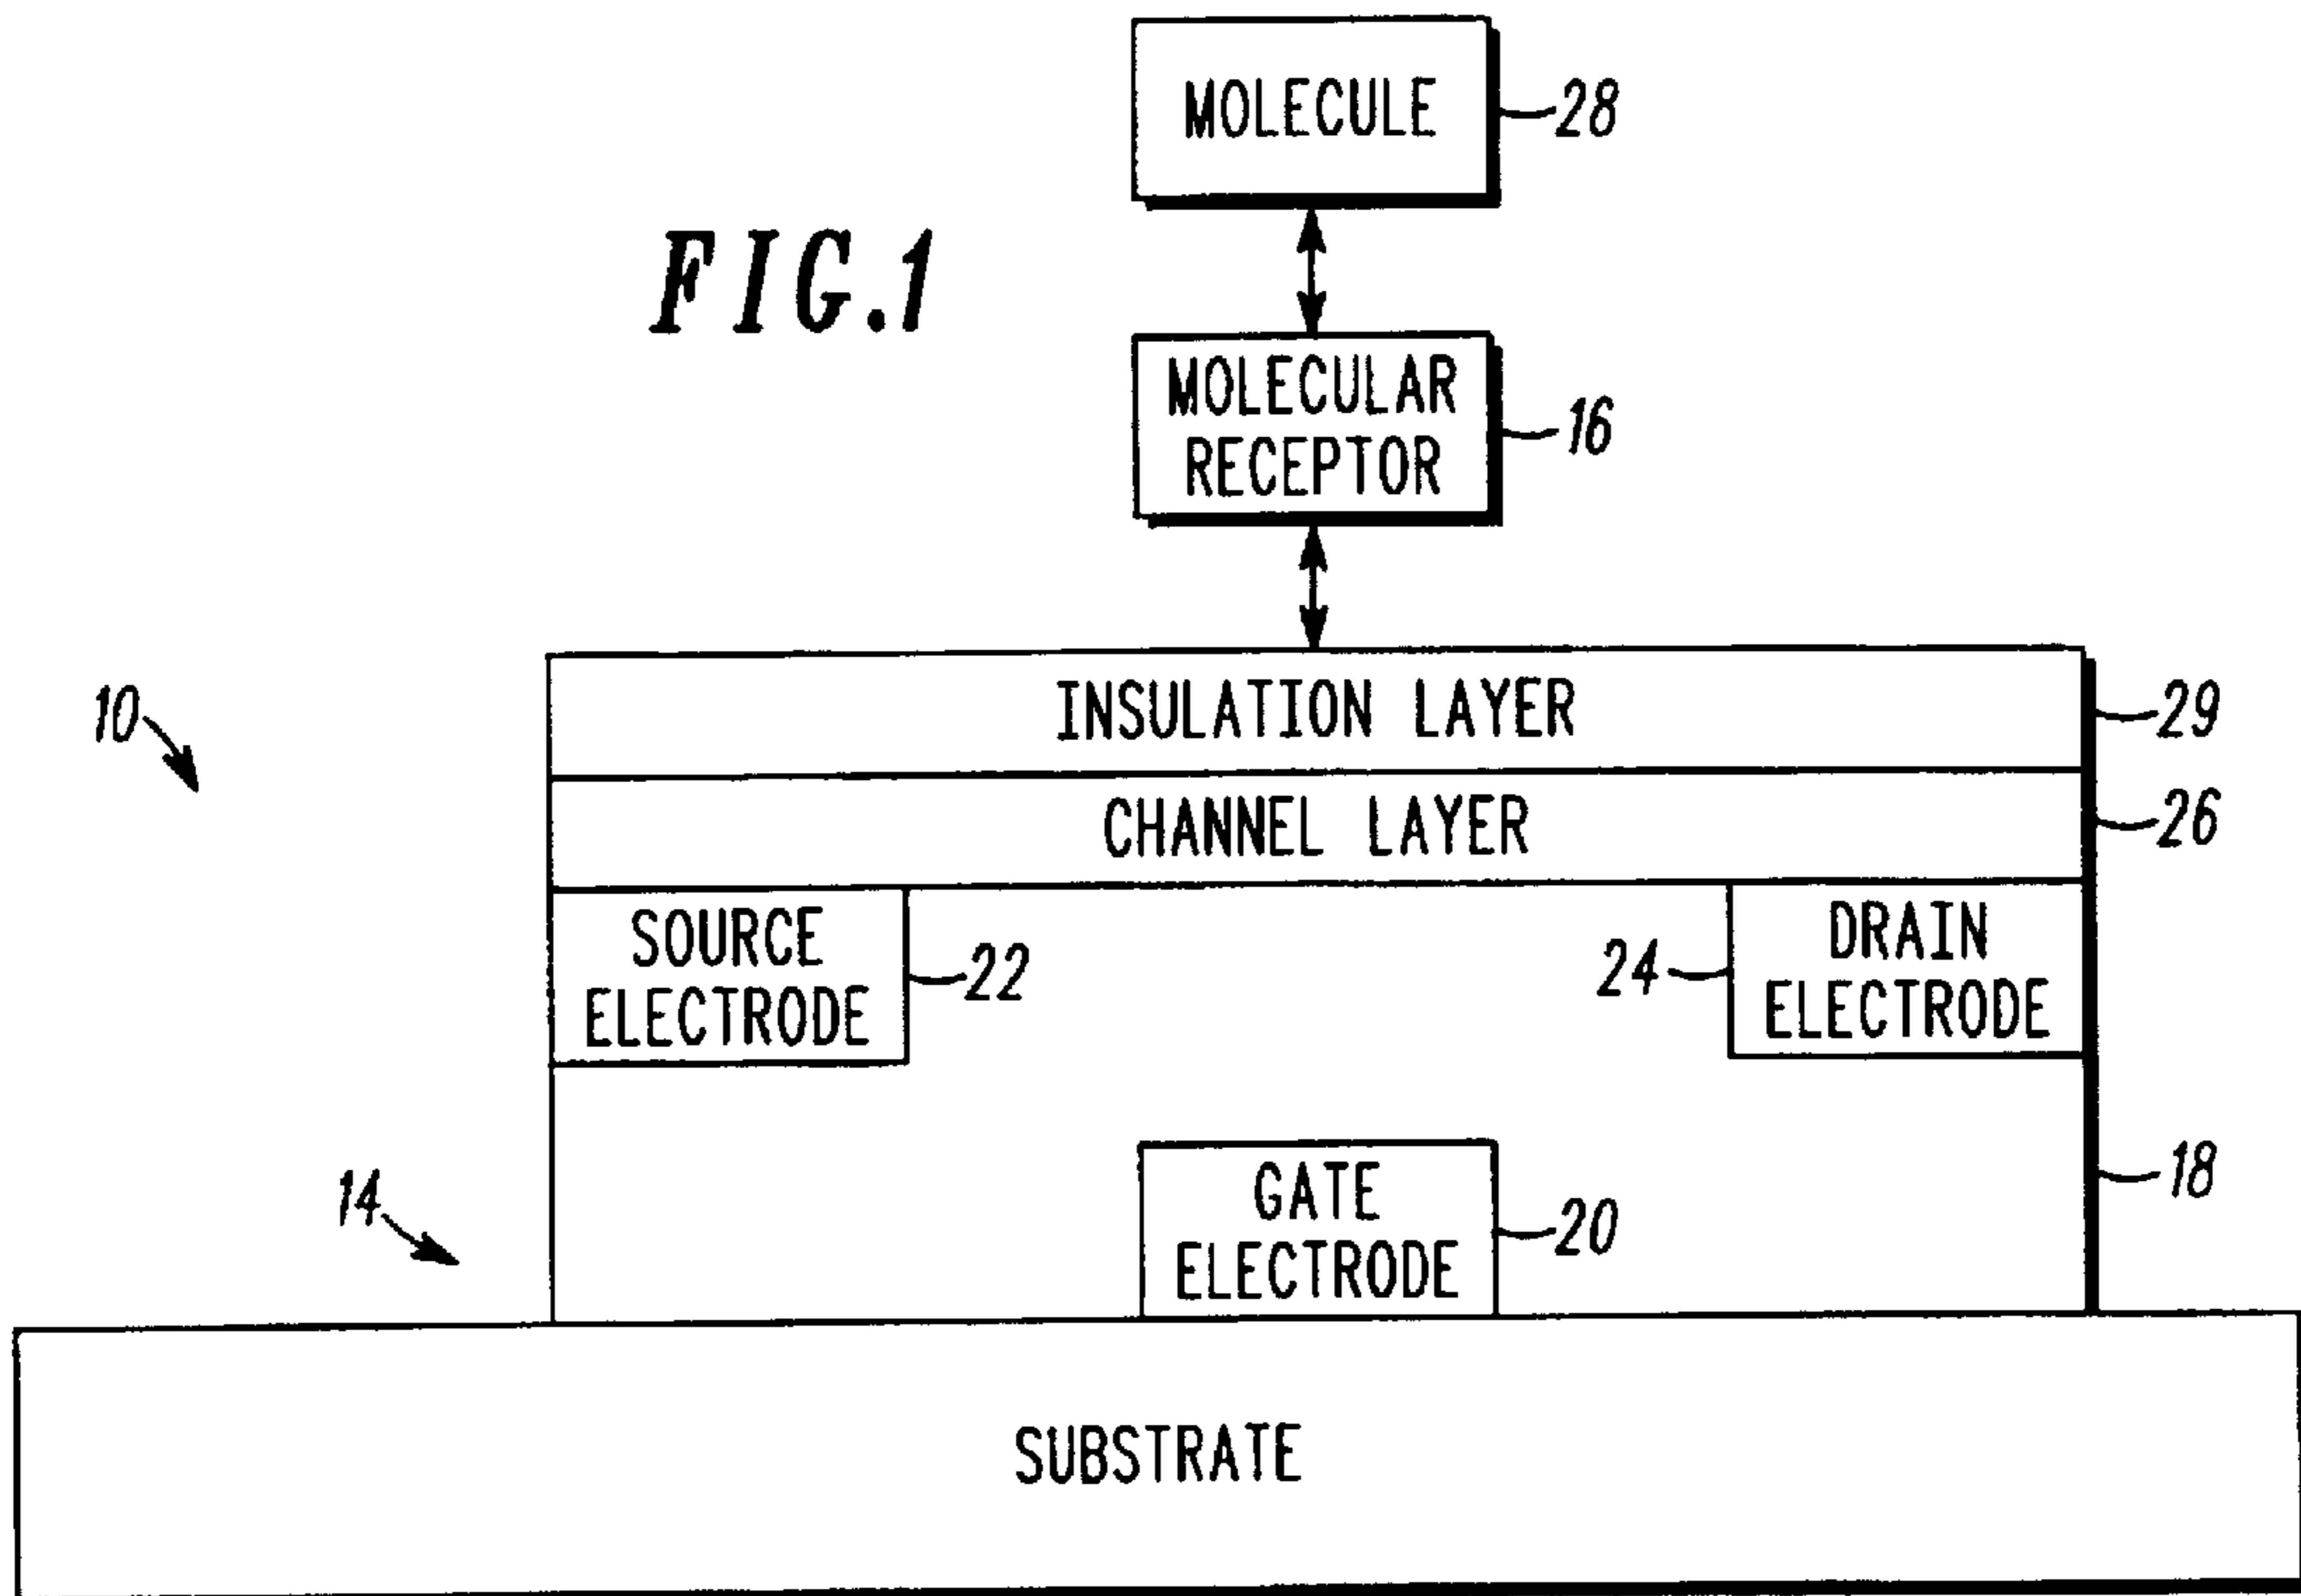 MOLECULE
28
FIG.1
MOLECULAR
RECEPTOR
16
10
INSULATION LAYER
29
CHANNEL LAYER
26
SOURCE
ELECTRODE
22
24
DRAIN
ELECTRODE
14
GATE
ELECTRODE
20
18
SUBSTRATE